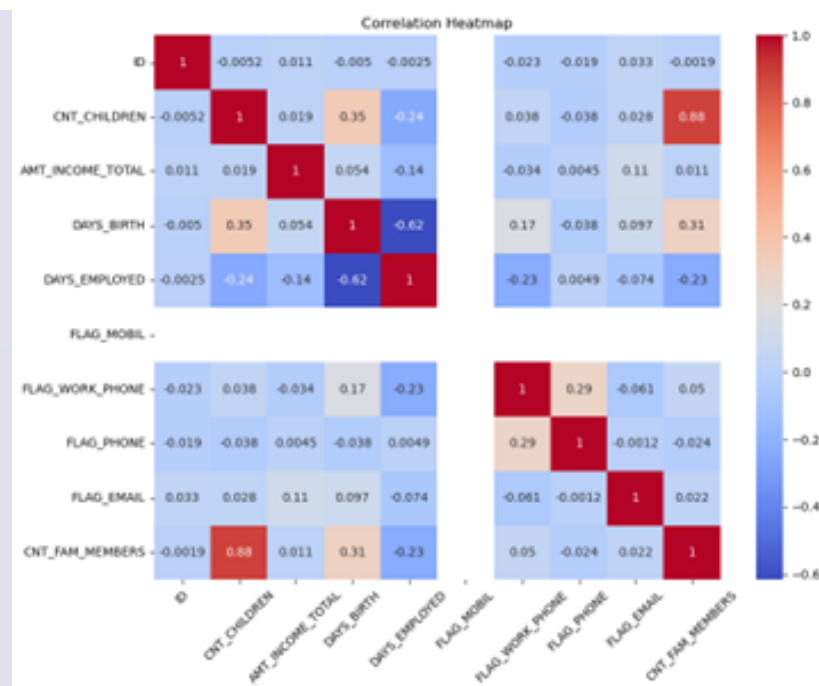 Correlation Heatmap
ID 1 -0.0052 0.011 -0.005 -0.0025 -0.023 -0.019 0.033 -0.0019
CNT_CHILDREN -0.0052 1 0.019 0.35 -0.24 0.038 -0.038 0.028 0.88
AMT_INCOME_TOTAL 0.011 0.019 1 0.054 -0.14 -0.034 0.0045 0.11 0.011
DAYS_BIRTH -0.005 0.35 0.054 1 -0.62 0.17 -0.038 0.097 0.31
DAYS_EMPLOYED -0.0025 -0.24 -0.14 -0.62 1 -0.23 0.0049 -0.074 -0.23
FLAG_MOBIL
FLAG_WORK_PHONE -0.023 0.038 -0.034 0.17 -0.23 1 0.29 -0.061 0.05
FLAG_PHONE -0.019 -0.038 0.0045 -0.038 0.0049 0.29 1 -0.0012 -0.024
FLAG_EMAIL 0.033 0.028 0.11 0.097 -0.074 -0.061 -0.0012 1 0.022
CNT_FAM_MEMBERS -0.0019 0.88 0.011 0.31 -0.23 0.05 -0.024 0.022 1
ID CNT_CHILDREN AMT_INCOME_TOTAL DAYS_BIRTH DAYS_EMPLOYED FLAG_MOBIL FLAG_WORK_PHONE FLAG_PHONE FLAG_EMAIL CNT_FAM_MEMBERS
1.0
0.8
0.6
0.4
0.2
0.0
-0.2
-0.4
-0.6